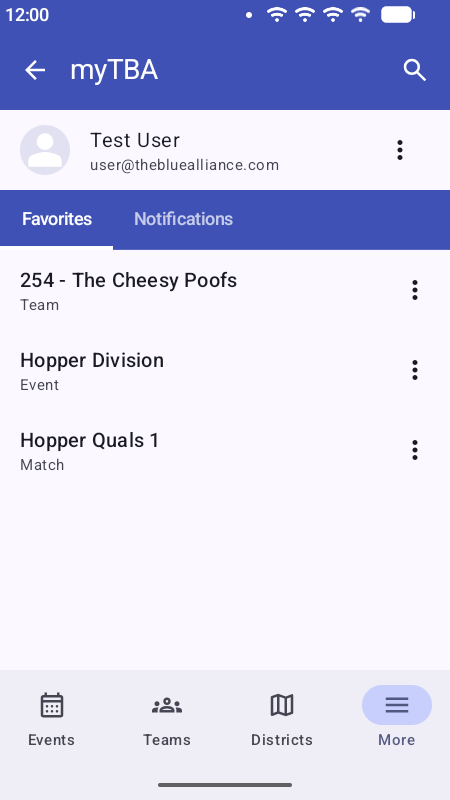 12:00
myTBA
Test User
user@thebluealliance.com
Favorites
Notifications
254 - The Cheesy Poofs
Team
Hopper Division
Event
Hopper Quals 1
Match
Events
Teams
Districts
More